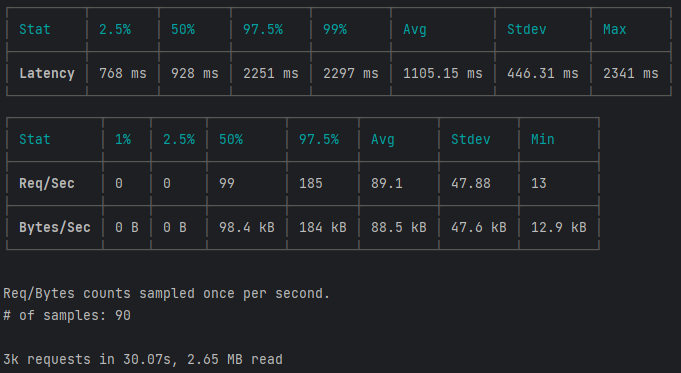 Stat 2.5% 50% 97.5% 99% Avg Stdev Max
Latency 768 ms 928 ms 2251 ms 2297 ms 1105.15 ms 446.31 ms 2341 ms
Stat 1% 2.5% 50% 97.5% Avg Stdev Min
Req/Sec 0 0 99 185 89.1 47.88 13
Bytes/Sec 0 B 0 B 98.4 kB 184 kB 88.5 kB 47.6 kB 12.9 kB
Req/Bytes counts sampled once per second.
# of samples: 90
3k requests in 30.07s, 2.65 MB read